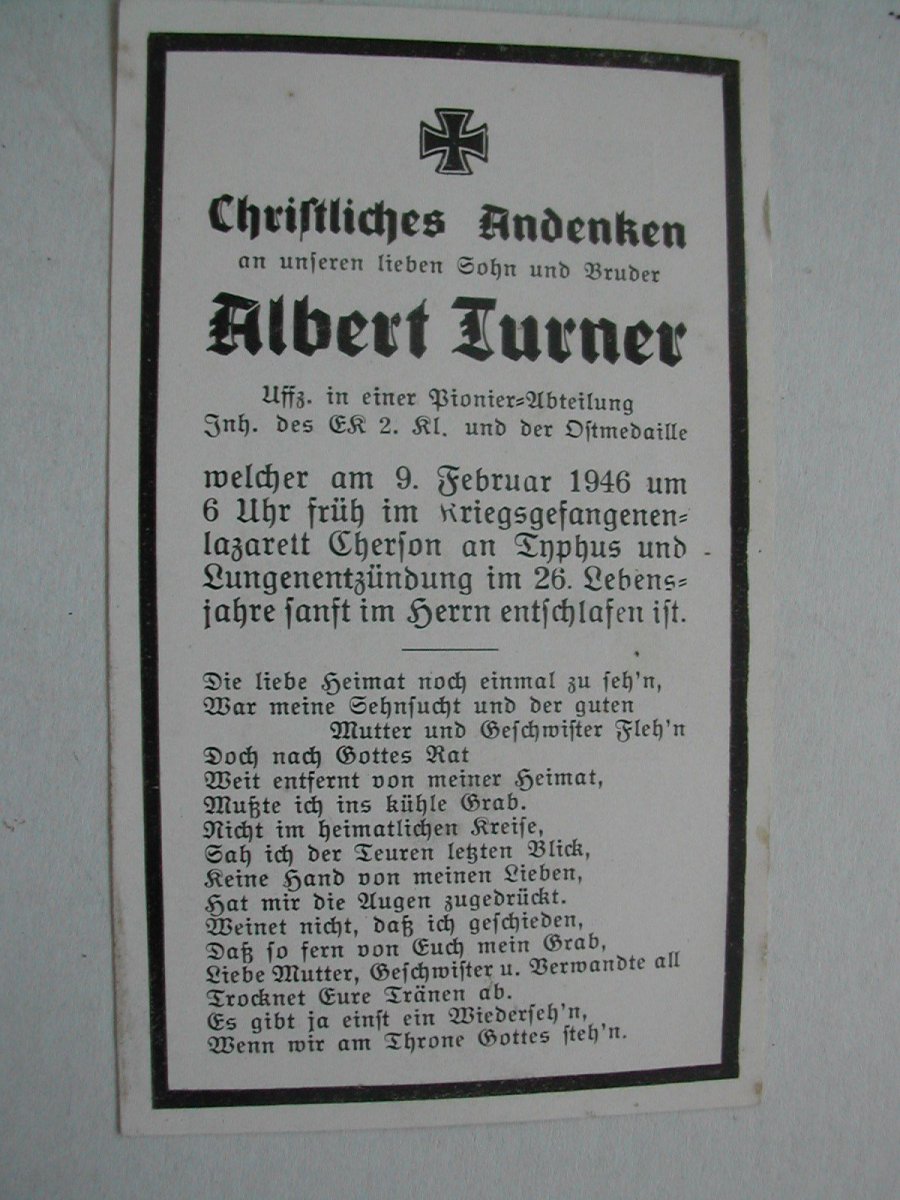 Christliches Andenken
an unseren lieben Sohn und Bruder
Albert Turner
Uffz. in einer Pionier-Abteilung
Inh. des EK 2. Kl. und der Ostmedaille
welcher am 9. Februar 1946 um
6 Uhr früh im Kriegsgefangenen-
lazarett Cherson an Typhus und
Lungenentzündung im 26. Lebens-
jahre sanft im Herrn entschlafen ist.
Die liebe Heimat noch einmal zu seh'n,
War meine Sehnsucht und der guten
Mutter und Geschwister Fleh'n
Doch nach Gottes Rat
Weit entfernt von meiner Heimat,
Mußte ich ins kühle Grab.
Nicht im heimatlichen Kreise,
Sah ich der Teuren letzten Blick,
Keine Hand von meinen Lieben,
Hat mir die Augen zugedrückt.
Weinet nicht, daß ich geschieden,
Daß so fern von Euch mein Grab,
Liebe Mutter, Geschwister u. Verwandte all
Trocknet Eure Tränen ab.
Es gibt ja einst ein Wiederseh'n,
Wenn wir am Throne Gottes steh'n.